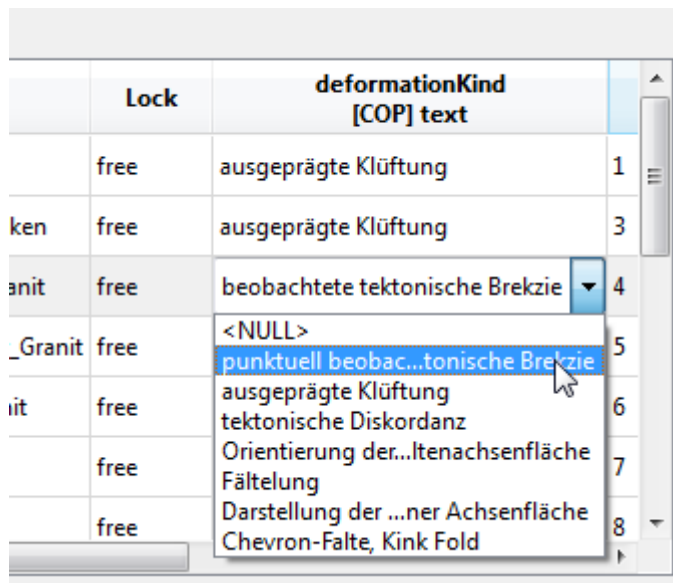 Lock
deformationKind
[COP] text
free ausgeprägte Klüftung 1
ken free ausgeprägte Klüftung 3
anit free beobachtete tektonische Brekzie 4
<NULL>
_Granit free 5
punktuell beobac...tonische Brekzie
ausgeprägte Klüftung
it free 6
tektonische Diskordanz
Orientierung der...ltenachsenfläche
free 7
Fältelung
Darstellung der ...ner Achsenfläche
free 8
Chevron-Falte, Kink Fold